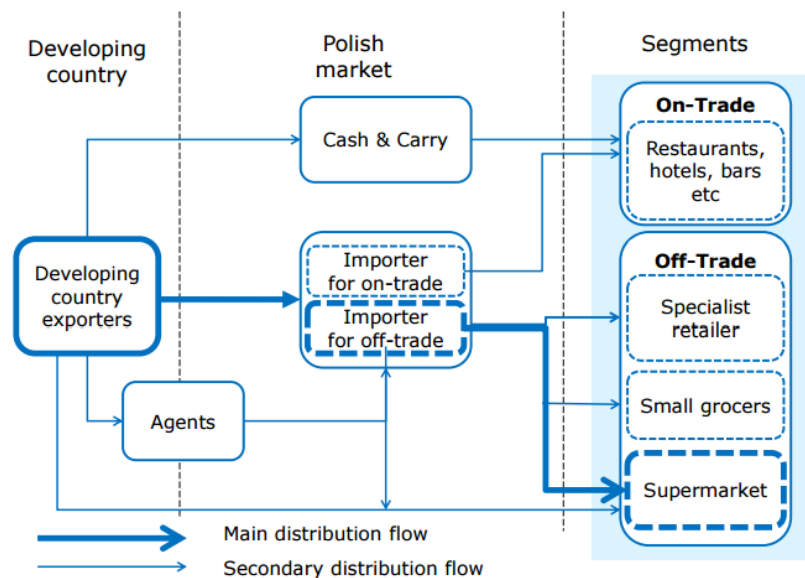 Developing
country
Polish
market
Segments
Cash & Carry
On-Trade
Restaurants,
hotels, bars
etc
Developing
country
exporters
Importer
for on-trade
Importer
for off-trade
Off-Trade
Specialist
retailer
Small grocers
Agents
Supermarket
Main distribution flow
Secondary distribution flow